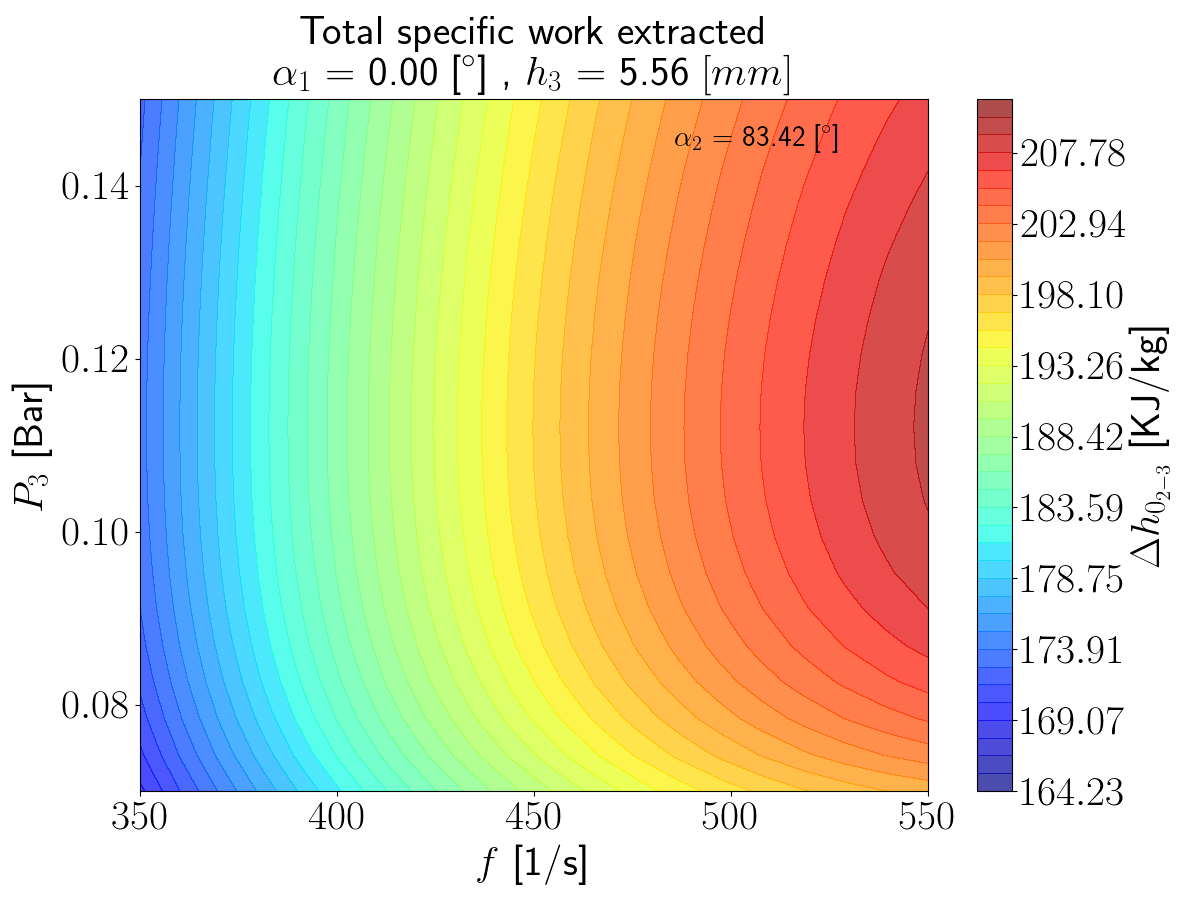 Total specific work extracted
α₁ = 0.00 [°] , h₃ = 5.56 [mm]
α₂ = 83.42 [°]
0.14
0.12
0.10
0.08
P₃ [Bar]
350 400 450 500 550
f [1/s]
207.78
202.94
198.10
193.26
188.42
183.59
178.75
173.91
169.07
164.23
Δh₀₂₋₃ [KJ/kg]